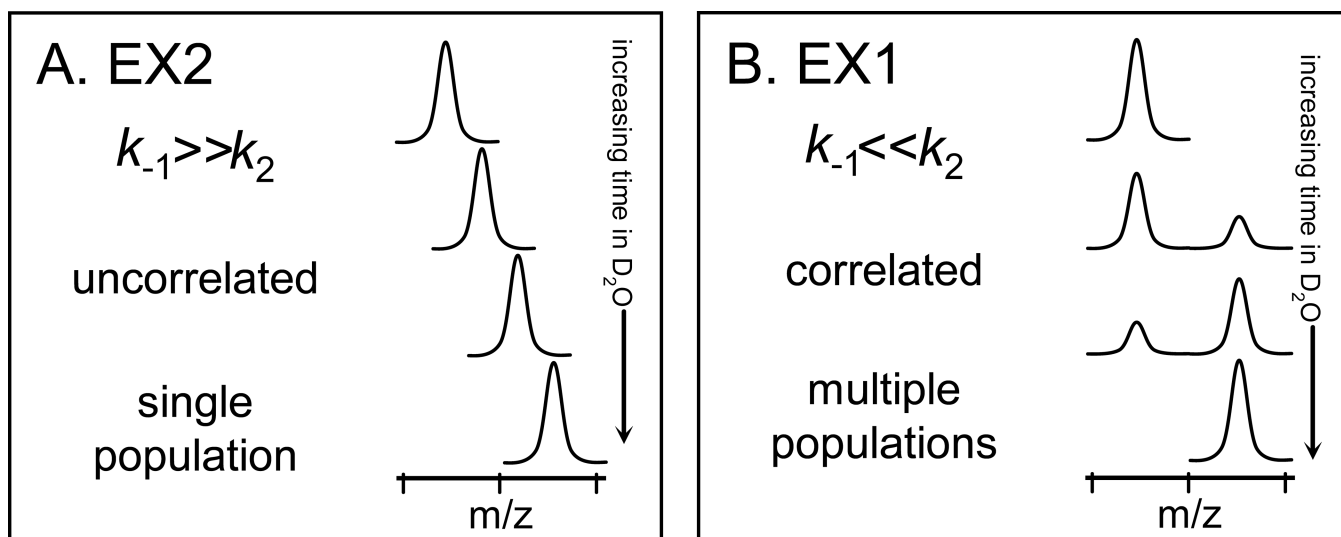 A. EX2
k₋₁>>k₂
uncorrelated
single
population
increasing time in D₂O
m/z
B. EX1
k₋₁<<k₂
correlated
multiple
populations
increasing time in D₂O
m/z